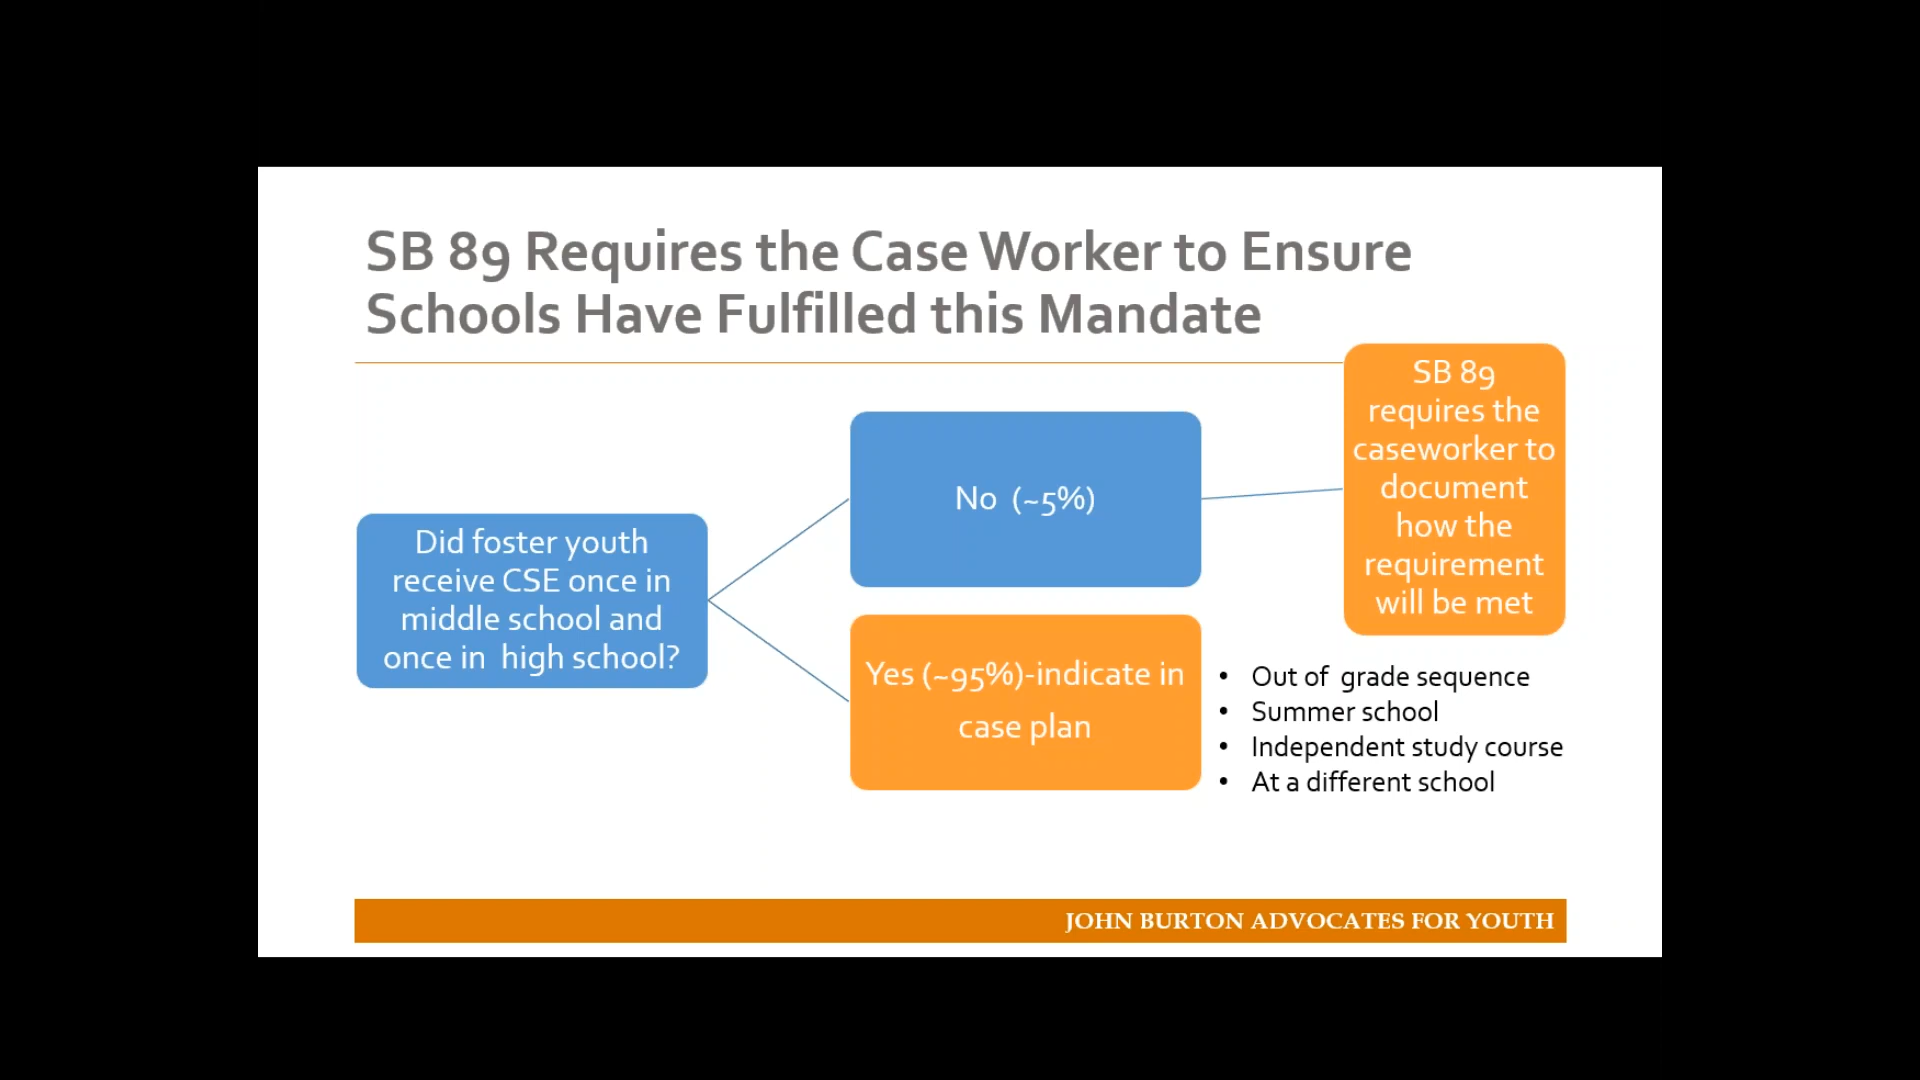 SB 89 Requires the Case Worker to Ensure
Schools Have Fulfilled this Mandate
Did foster youth
receive CSE once in
middle school and
once in high school?
No (~5%)
Yes (~95%)-indicate in
case plan
SB 89
requires the
caseworker to
document
how the
requirement
will be met
• Out of grade sequence
• Summer school
• Independent study course
• At a different school
JOHN BURTON ADVOCATES FOR YOUTH